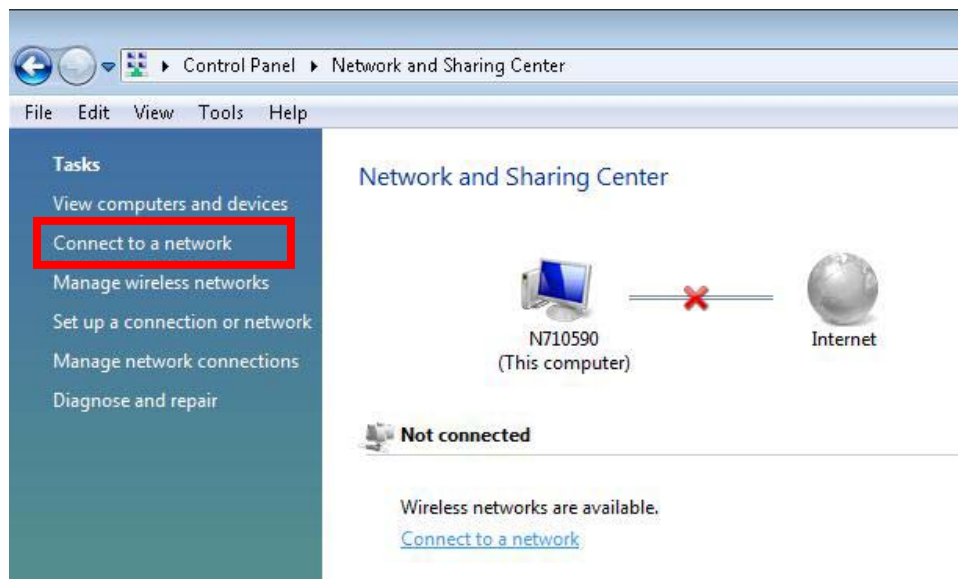 Control Panel Network and Sharing Center
File Edit View Tools Help
Tasks
View computers and devices
Connect to a network
Manage wireless networks
Set up a connection or network
Manage network connections
Diagnose and repair
Network and Sharing Center
N710590
(This computer)
Internet
Not connected
Wireless networks are available.
Connect to a network